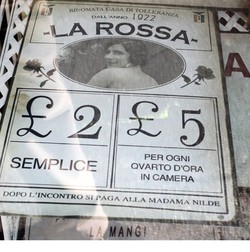 RINOMATA CASA DI TOLLERANZA
DALL'ANNO 1922
-LA ROSSA-
£2 £5
SEMPLICE
PER OGNI
QVARTO D'ORA
IN CAMERA
DOPO L'INCONTRO SI PAGA ALLA MADAMA NILDE
LA MANGI